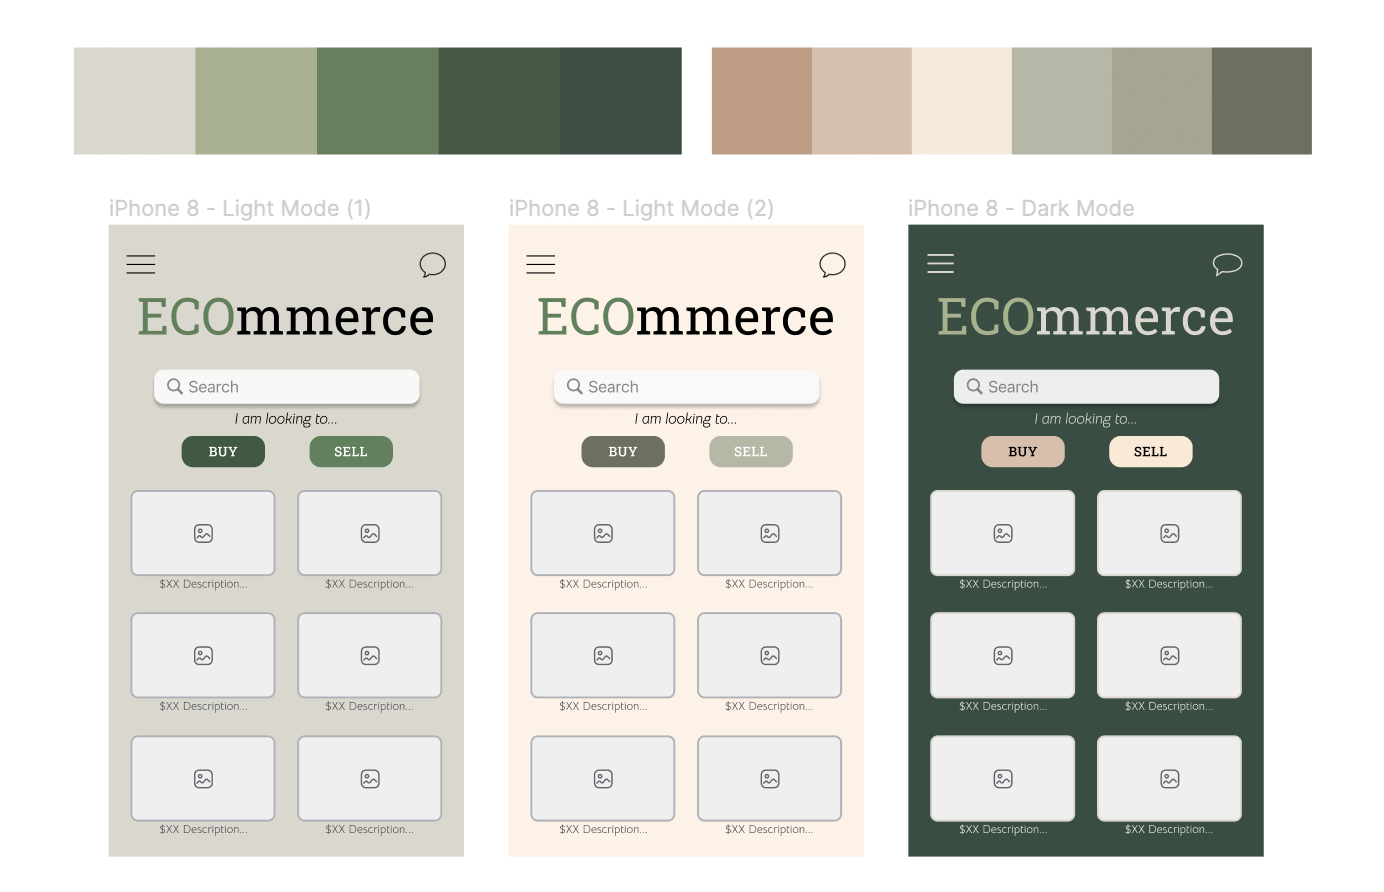 iPhone 8 - Light Mode (1)
ECOmmerce
Search
I am looking to...
BUY SELL
$XX Description... $XX Description...
$XX Description... $XX Description...
$XX Description... $XX Description...
iPhone 8 - Light Mode (2)
ECOmmerce
Search
I am looking to...
BUY SELL
$XX Description... $XX Description...
$XX Description... $XX Description...
$XX Description... $XX Description...
iPhone 8 - Dark Mode
ECOmmerce
Search
I am looking to...
BUY SELL
$XX Description... $XX Description...
$XX Description... $XX Description...
$XX Description... $XX Description...